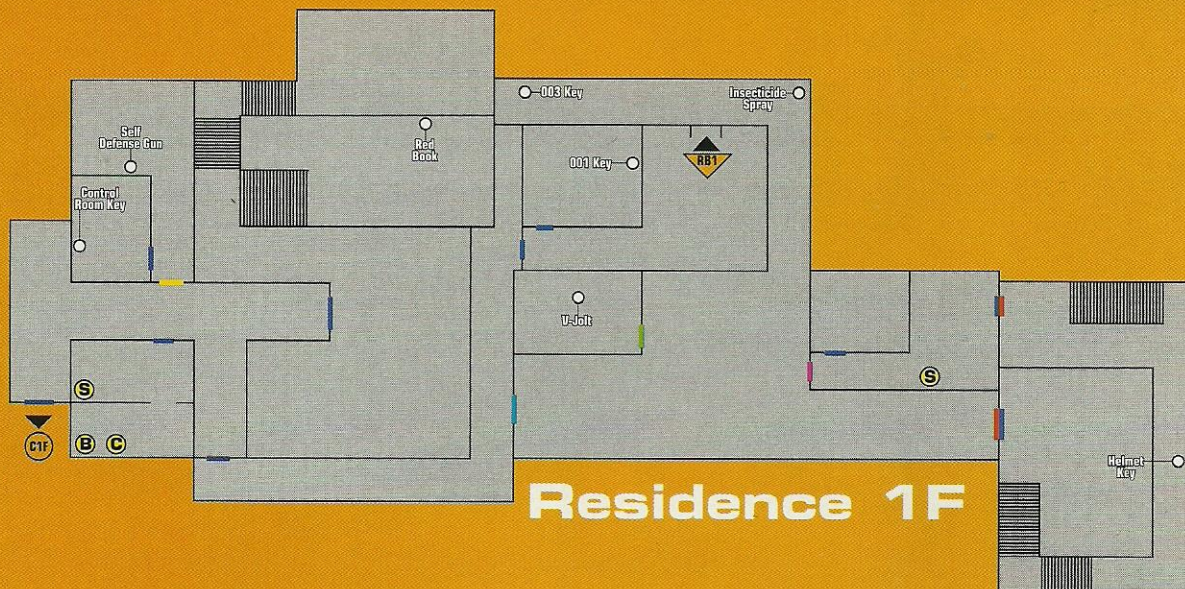 003 Key
Insecticide
Spray
Self
Defense Gun
Red
Book
001 Key
RB1
Control
Room Key
V-Jolt
S
S
C1F
B C
Helmet
Key
Residence 1F